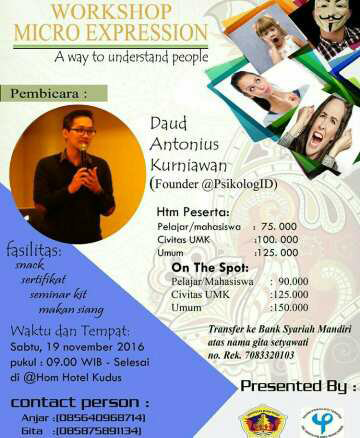 WORKSHOP
MICRO EXPRESSION
A way to understand people
Pembicara :
Daud
Antonius
Kurniawan
(Founder @PsikologID)
Htm Peserta:
Pelajar/mahasiswa : 75. 000
Civitas UMK :100. 000
Umum :125. 000
On The Spot:
Pelajar/Mahasiswa : 90.000
Civitas UMK :125.000
Umum :150.000
fasilitas:
snack
sertifikat
seminar kit
makan siang
Waktu dan Tempat:
Sabtu, 19 november 2016
pukul : 09.00 WIB - Selesai
di @Hom Hotel Kudus
Transfer ke Bank Syariah Mandiri
atas nama gita setyawati
no. Rek. 7083320103
contact person :
Anjar :(085640968714)
Gita :(085875891134)
Presented By :